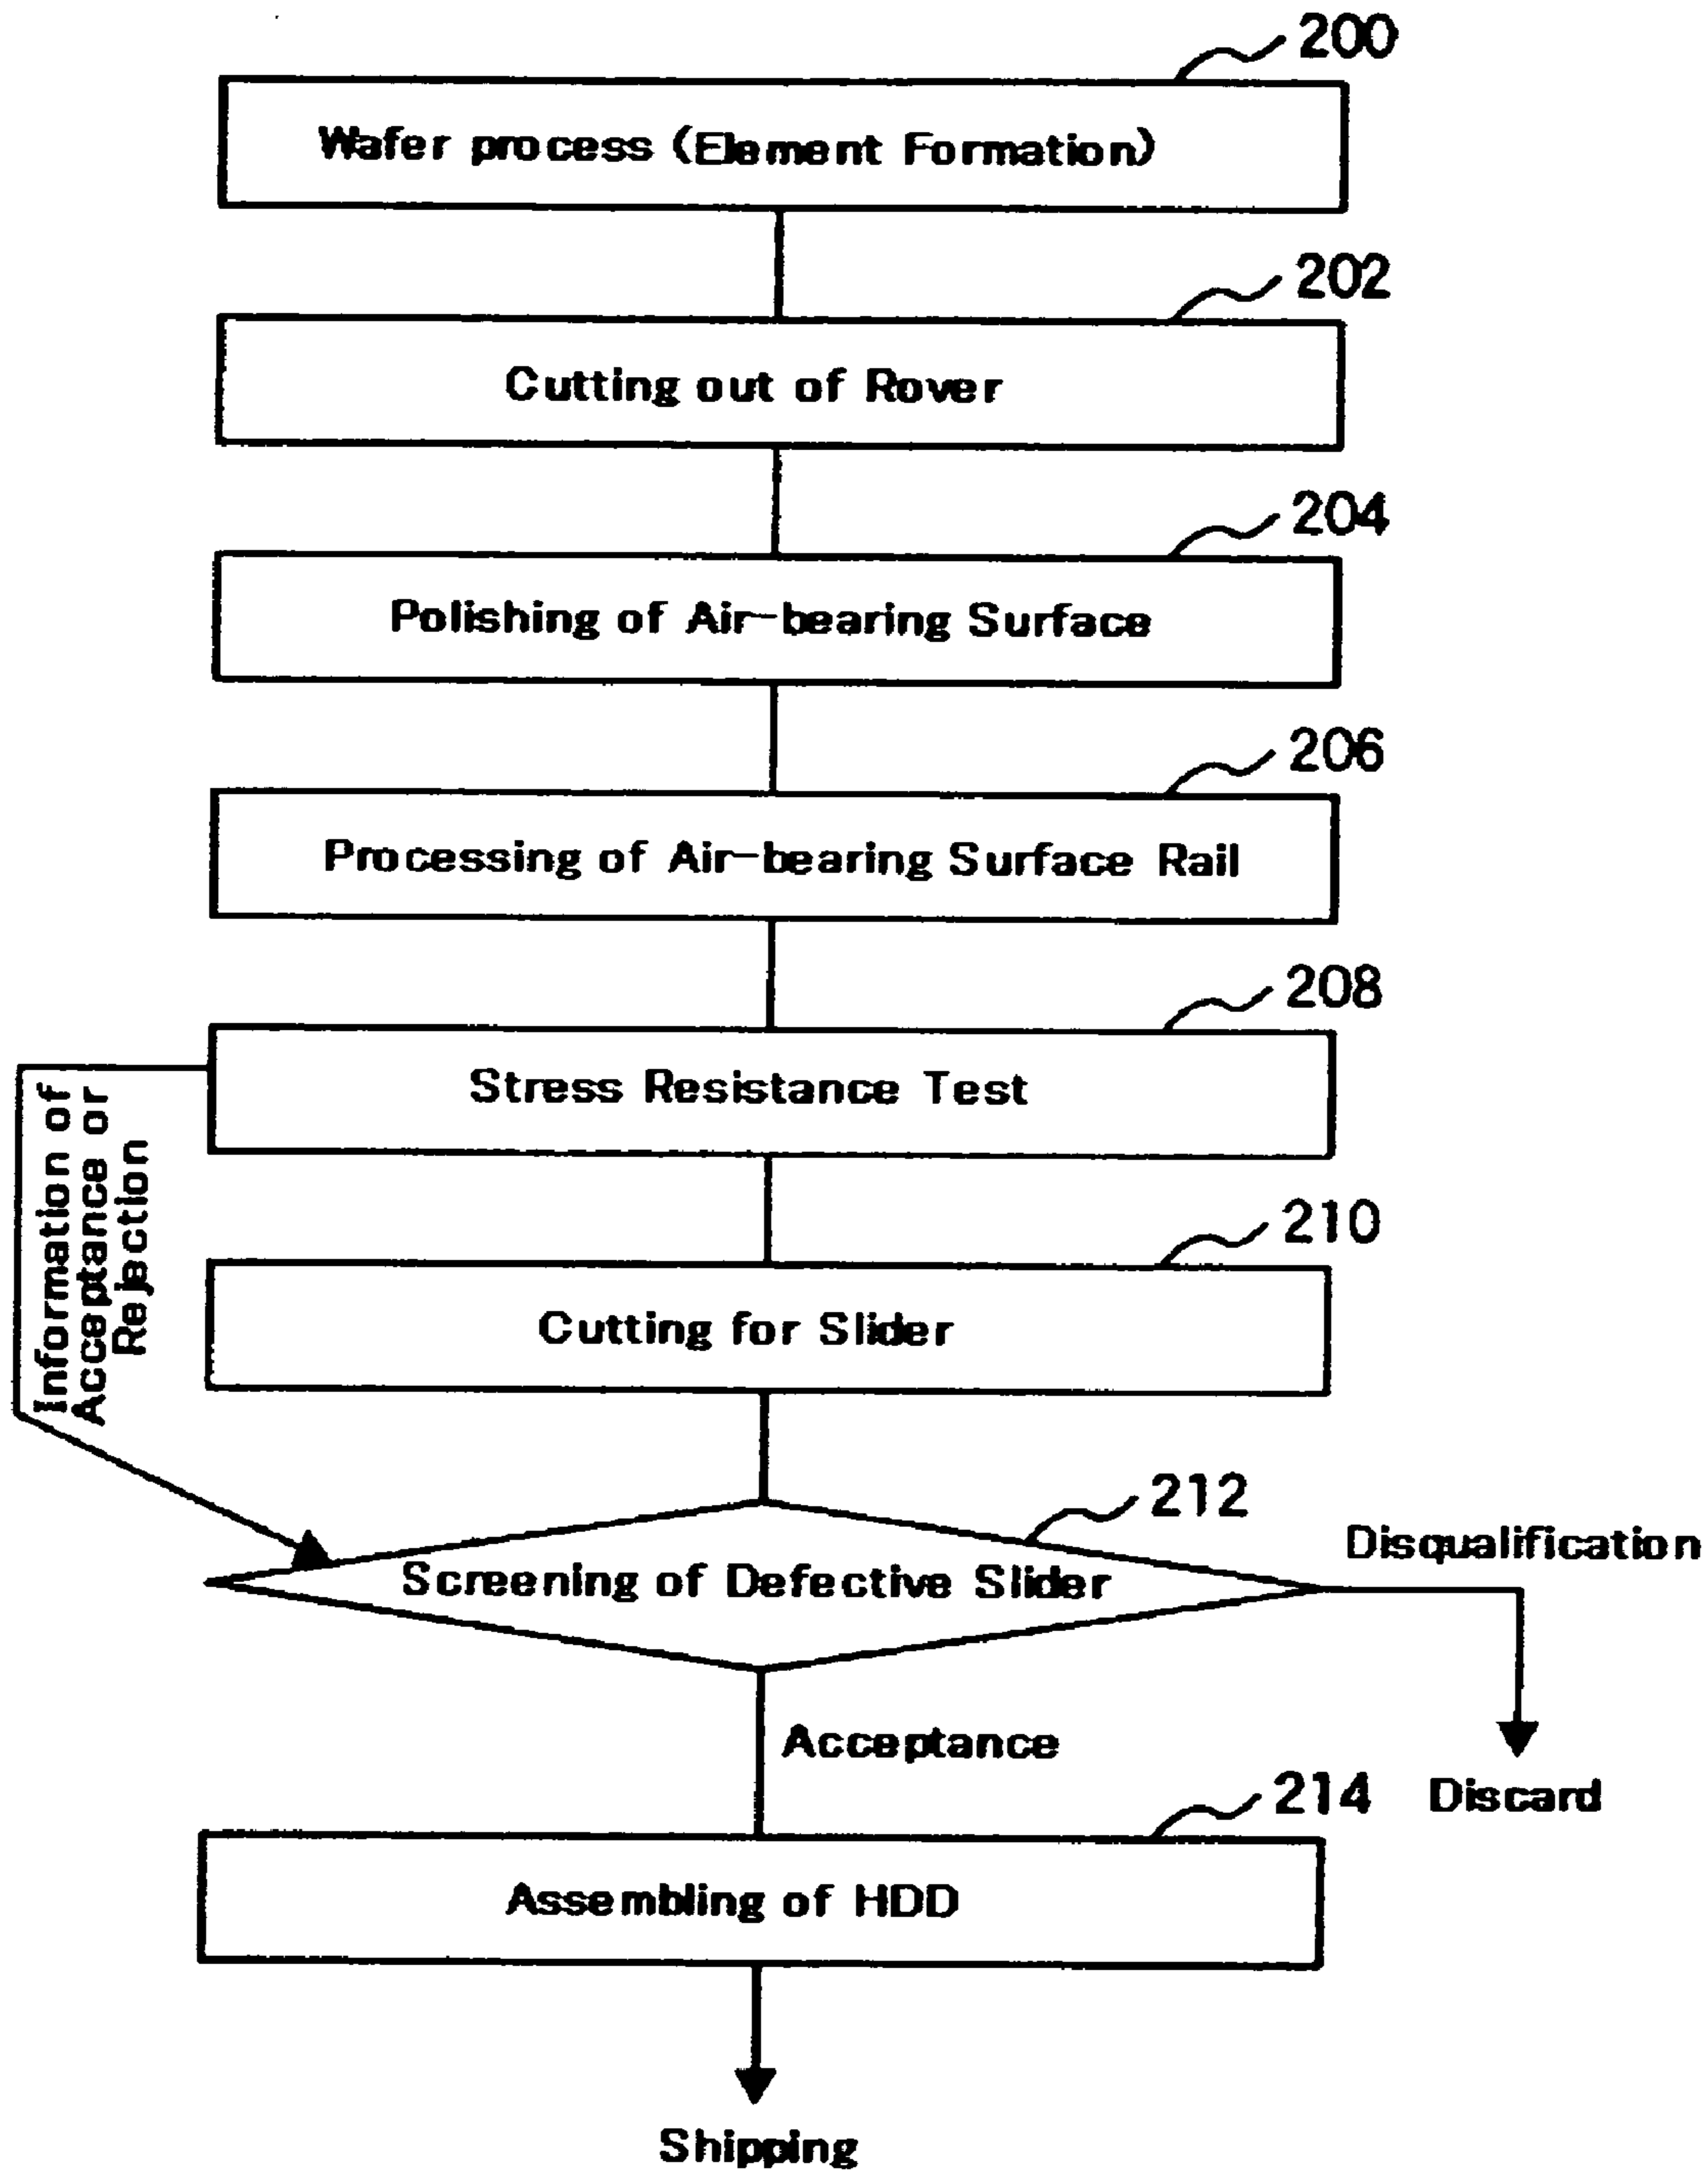 200
Wafer process (Element Formation)
202
Cutting out of Rover
204
Polishing of Air-bearing Surface
206
Processing of Air-bearing Surface Rail
208
Stress Resistance Test
Information of
Acceptance or
Rejection
210
Cutting for Slider
212
Disqualification
Screening of Defective Slider
Acceptance
214
Discard
Assembling of HDD
Shipping